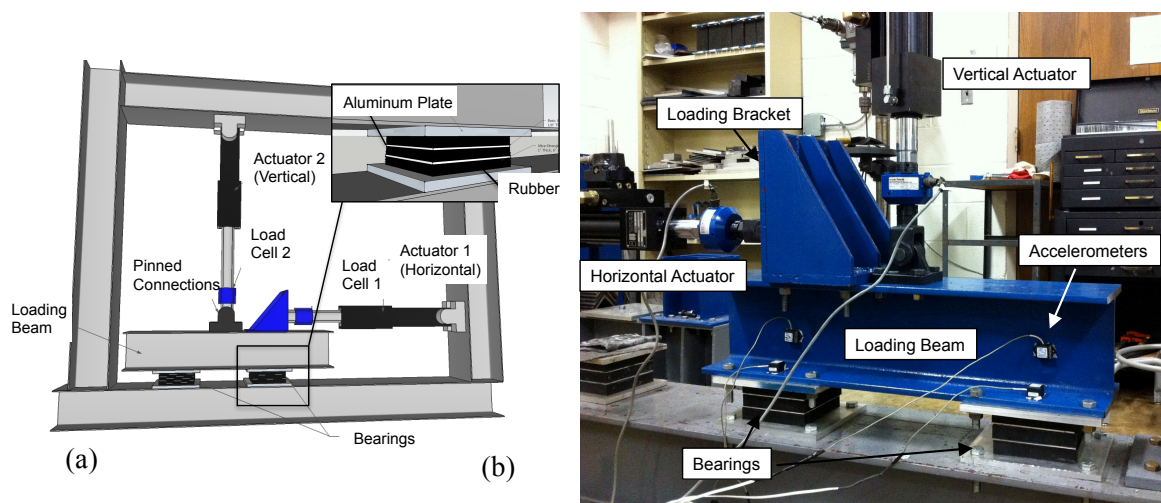 Aluminum Plate
Rubber
Actuator 2
(Vertical)
Load
Cell 2
Actuator 1
(Horizontal)
Pinned
Connections
Load
Cell 1
Loading
Beam
Bearings
(a)
(b)
Vertical Actuator
Loading Bracket
Accelerometers
Horizontal Actuator
Loading Beam
Bearings